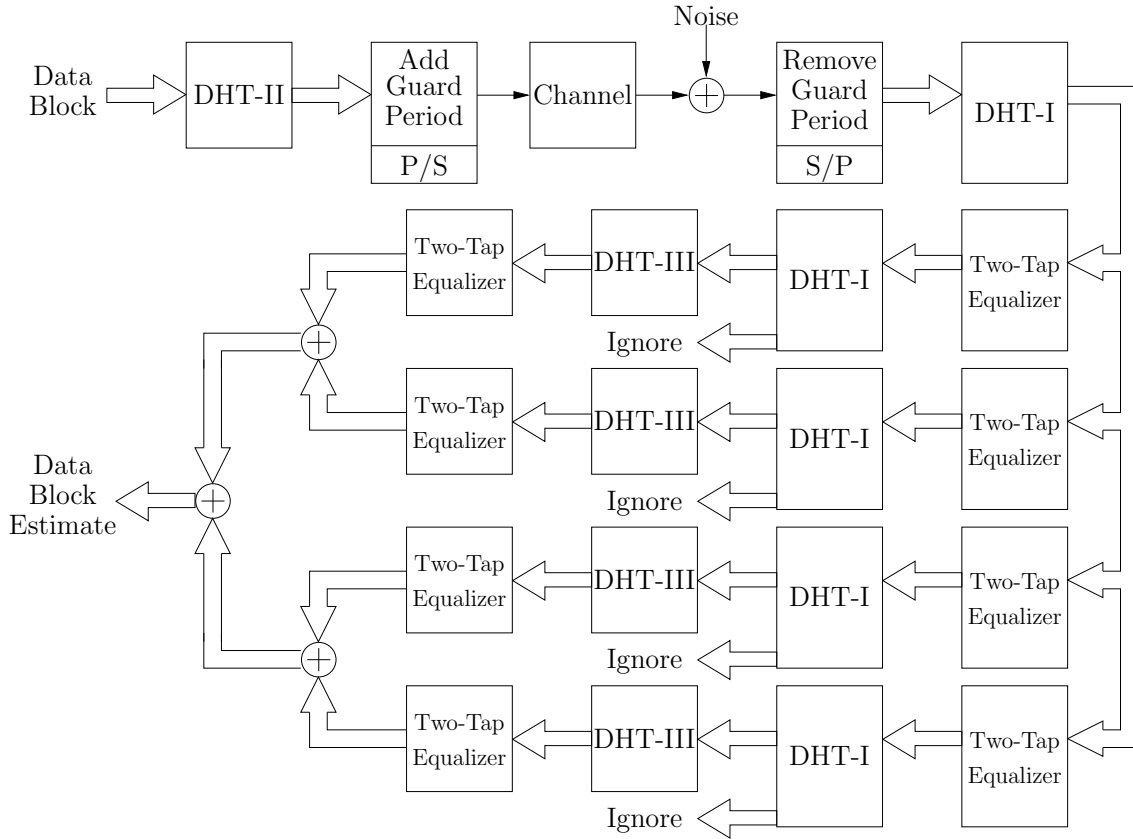 Noise
Data
Block
DHT-II
Add
Guard
Period
P/S
Channel
Remove
Guard
Period
S/P
DHT-I
Two-Tap
Equalizer
DHT-III
DHT-I
Two-Tap
Equalizer
Ignore
Two-Tap
Equalizer
DHT-III
DHT-I
Two-Tap
Equalizer
Ignore
Data
Block
Estimate
Two-Tap
Equalizer
DHT-III
DHT-I
Two-Tap
Equalizer
Ignore
Two-Tap
Equalizer
DHT-III
DHT-I
Two-Tap
Equalizer
Ignore